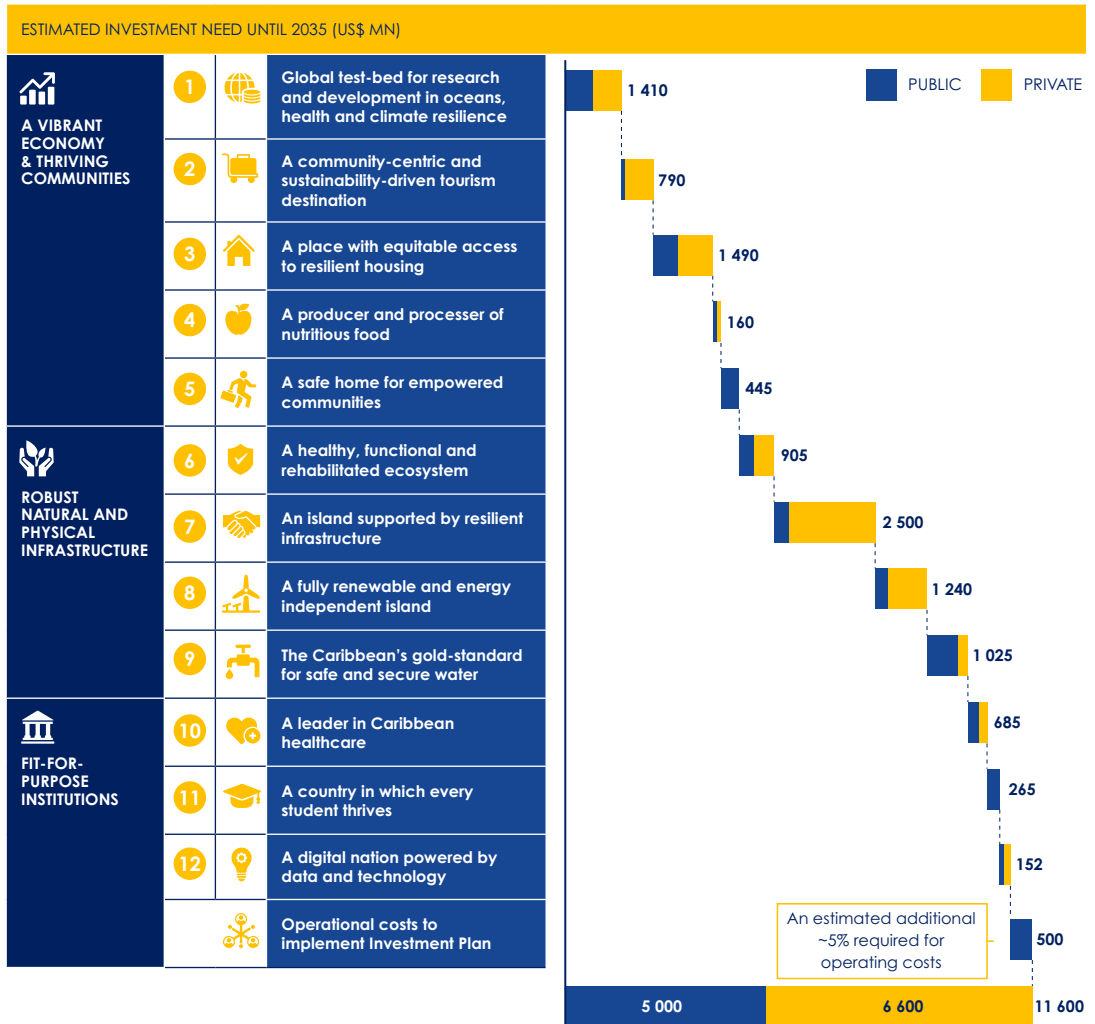 ESTIMATED INVESTMENT NEED UNTIL 2035 (US$ MN)
PUBLIC
PRIVATE
A VIBRANT
ECONOMY
& THRIVING
COMMUNITIES
1
Global test-bed for research
and development in oceans,
health and climate resilience
1 410
2
A community-centric and
sustainability-driven tourism
destination
790
3
A place with equitable access
to resilient housing
1 490
4
A producer and processer of
nutritious food
160
5
A safe home for empowered
communities
445
ROBUST
NATURAL AND
PHYSICAL
INFRASTRUCTURE
6
A healthy, functional and
rehabilitated ecosystem
905
7
An island supported by resilient
infrastructure
2 500
8
A fully renewable and energy
independent island
1 240
9
The Caribbean's gold-standard
for safe and secure water
1 025
FIT-FOR-
PURPOSE
INSTITUTIONS
10
A leader in Caribbean
healthcare
685
11
A country in which every
student thrives
265
12
A digital nation powered by
data and technology
152
Operational costs to
implement Investment Plan
An estimated additional
~5% required for
operating costs
500
5 000
6 600
11 600